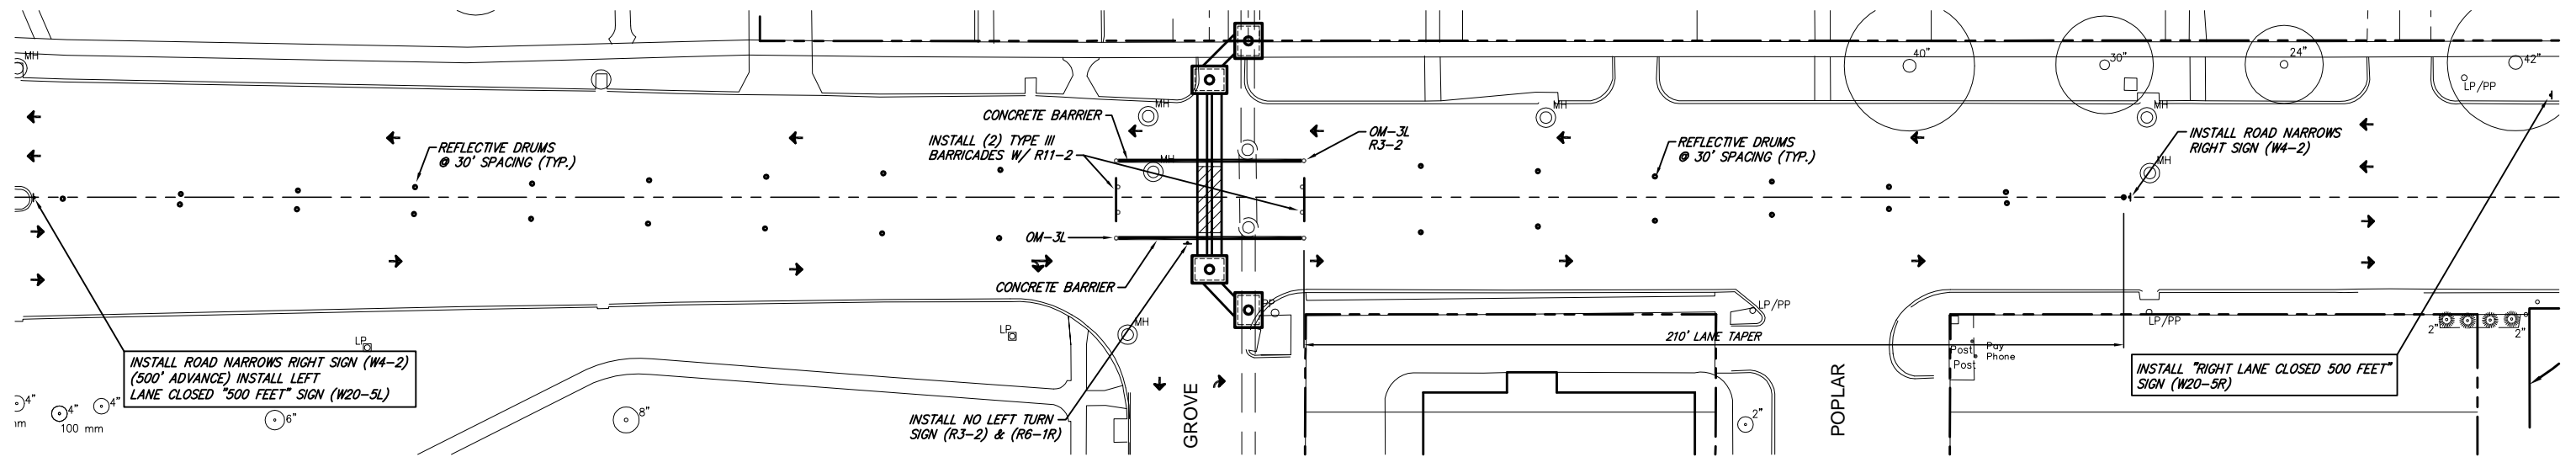 MH
40"
30"
24"
42"
LP/PP
MH
MH
MH
CONCRETE BARRIER
INSTALL (2) TYPE III
BARRICADES W/ R11-2
OM-3L
R3-2
REFLECTIVE DRUMS
@ 30' SPACING (TYP.)
REFLECTIVE DRUMS
@ 30' SPACING (TYP.)
INSTALL ROAD NARROWS
RIGHT SIGN (W4-2)
MH
MH
OM-3L
CONCRETE BARRIER
PP
LP/PP
LP/PP
MH
LP
LP
210' LANE TAPER
Post
Pay
Phone
Post
2"
2"
INSTALL ROAD NARROWS RIGHT SIGN (W4-2)
(500' ADVANCE) INSTALL LEFT
LANE CLOSED "500 FEET" SIGN (W20-5L)
INSTALL "RIGHT LANE CLOSED 500 FEET"
SIGN (W20-5R)
4"
4"
4"
100 mm
6"
8"
2"
INSTALL NO LEFT TURN
SIGN (R3-2) & (R6-1R)
GROVE
POPLAR